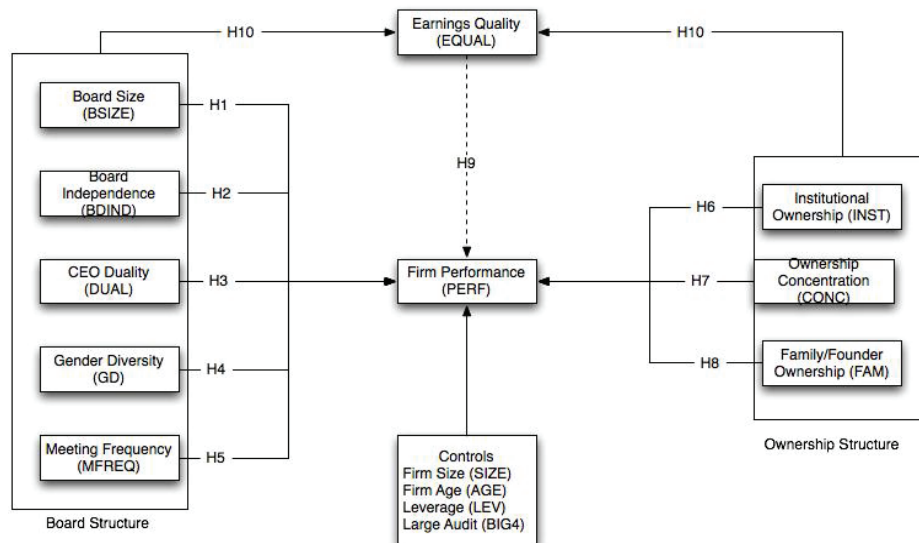 H10
Earnings Quality
(EQUAL)
H10
Board Size
(BSIZE)
H1
Board
Independence
(BDIND)
H2
CEO Duality
(DUAL)
H3
Gender Diversity
(GD)
H4
Meeting Frequency
(MFREQ)
H5
Board Structure
H9
Firm Performance
(PERF)
Controls
Firm Size (SIZE)
Firm Age (AGE)
Leverage (LEV)
Large Audit (BIG4)
H6
Institutional
Ownership (INST)
H7
Ownership
Concentration
(CONC)
H8
Family/Founder
Ownership (FAM)
Ownership Structure